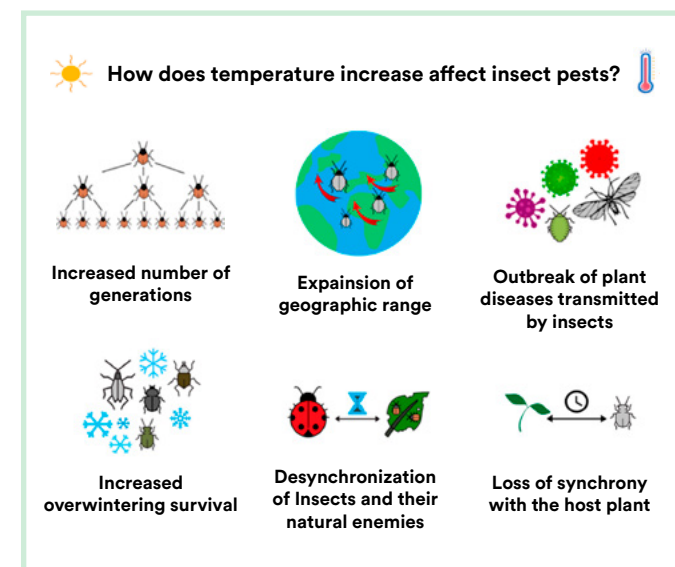 How does temperature increase affect insect pests?
Increased number of
generations
Expainsion of
geographic range
Outbreak of plant
diseases transmitted
by insects
Increased
overwintering survival
Desynchronization
of Insects and their
natural enemies
Loss of synchrony
with the host plant